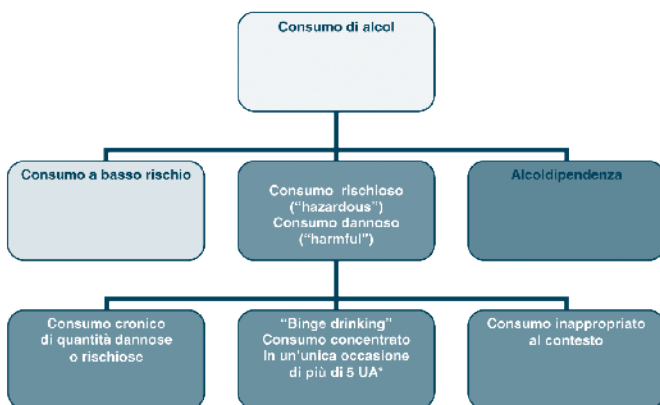 Consumo di alcol
Consumo a basso rischio
Consumo rischioso
("hazardous")
Consumo dannoso
("harmful")
Alcoldipendenza
Consumo cronico
di quantità dannose
o rischiose
"Binge drinking"
Consumo concentrato
In un'unica occasione
di più di 5 UA*
Consumo inappropriato
al contesto